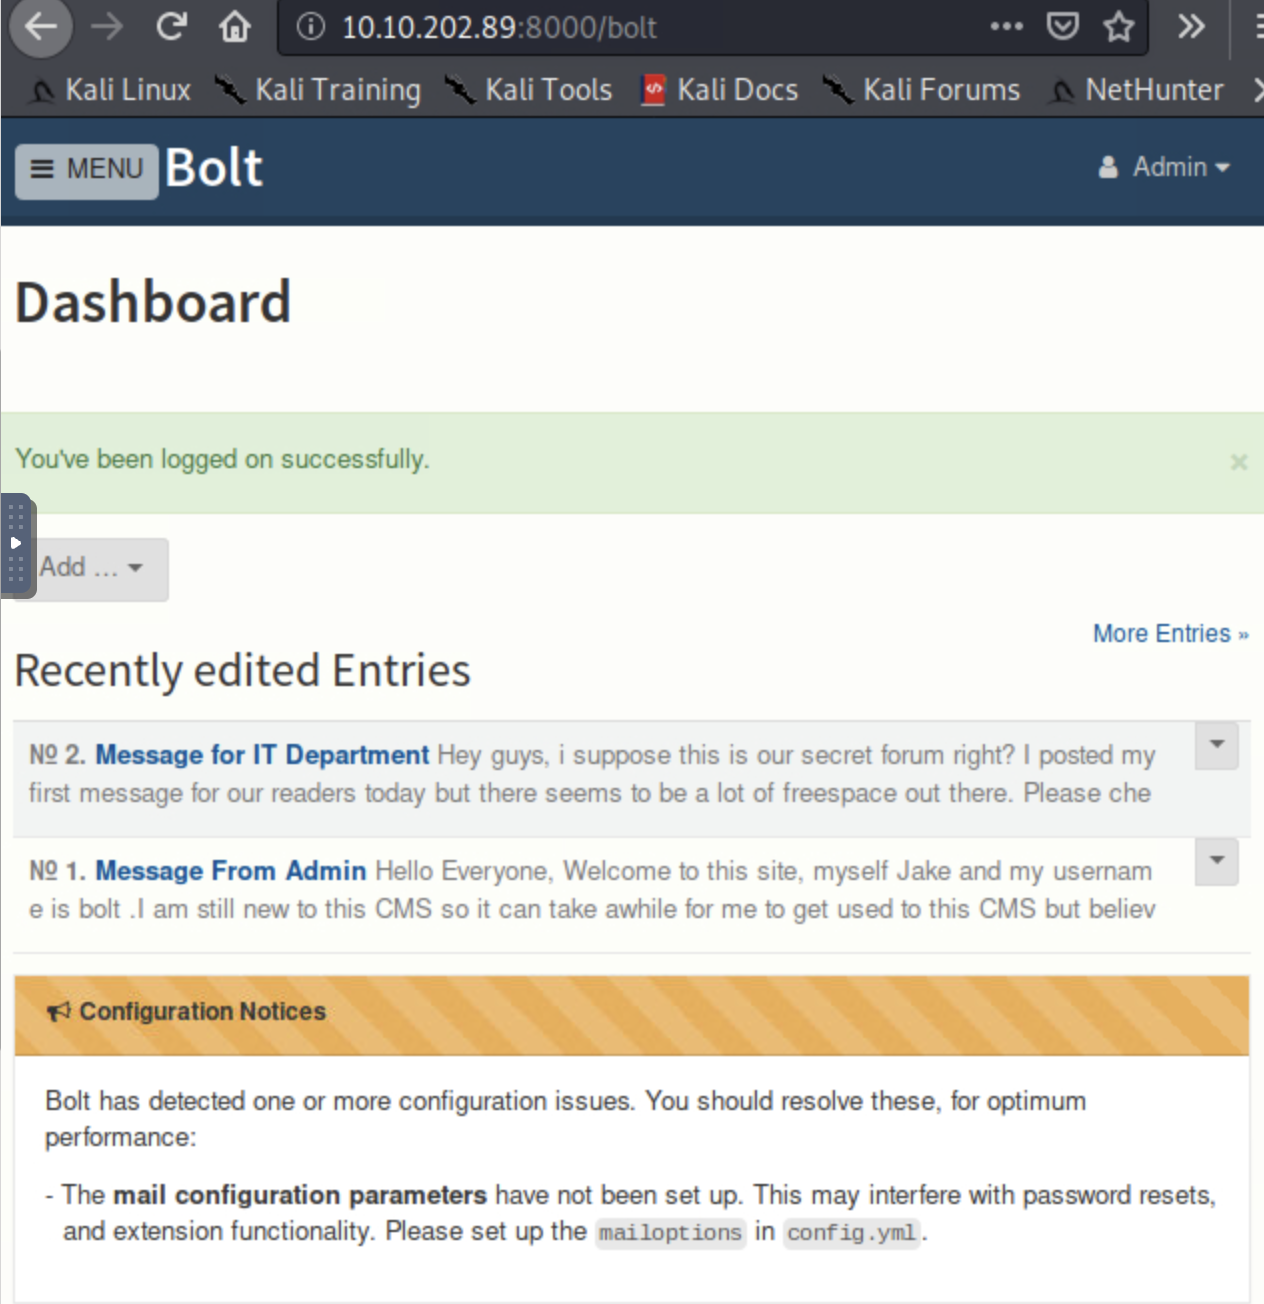 10.10.202.89:8000/bolt
Kali Linux Kali Training Kali Tools Kali Docs Kali Forums NetHunter
MENU Bolt Admin
Dashboard
You've been logged on successfully. ×
Add ...
More Entries »
Recently edited Entries
№ 2. Message for IT Department Hey guys, i suppose this is our secret forum right? I posted my
first message for our readers today but there seems to be a lot of freespace out there. Please che
№ 1. Message From Admin Hello Everyone, Welcome to this site, myself Jake and my usernam
e is bolt .I am still new to this CMS so it can take awhile for me to get used to this CMS but believ
Configuration Notices
Bolt has detected one or more configuration issues. You should resolve these, for optimum
performance:
- The mail configuration parameters have not been set up. This may interfere with password resets,
and extension functionality. Please set up the mailoptions in config.yml.